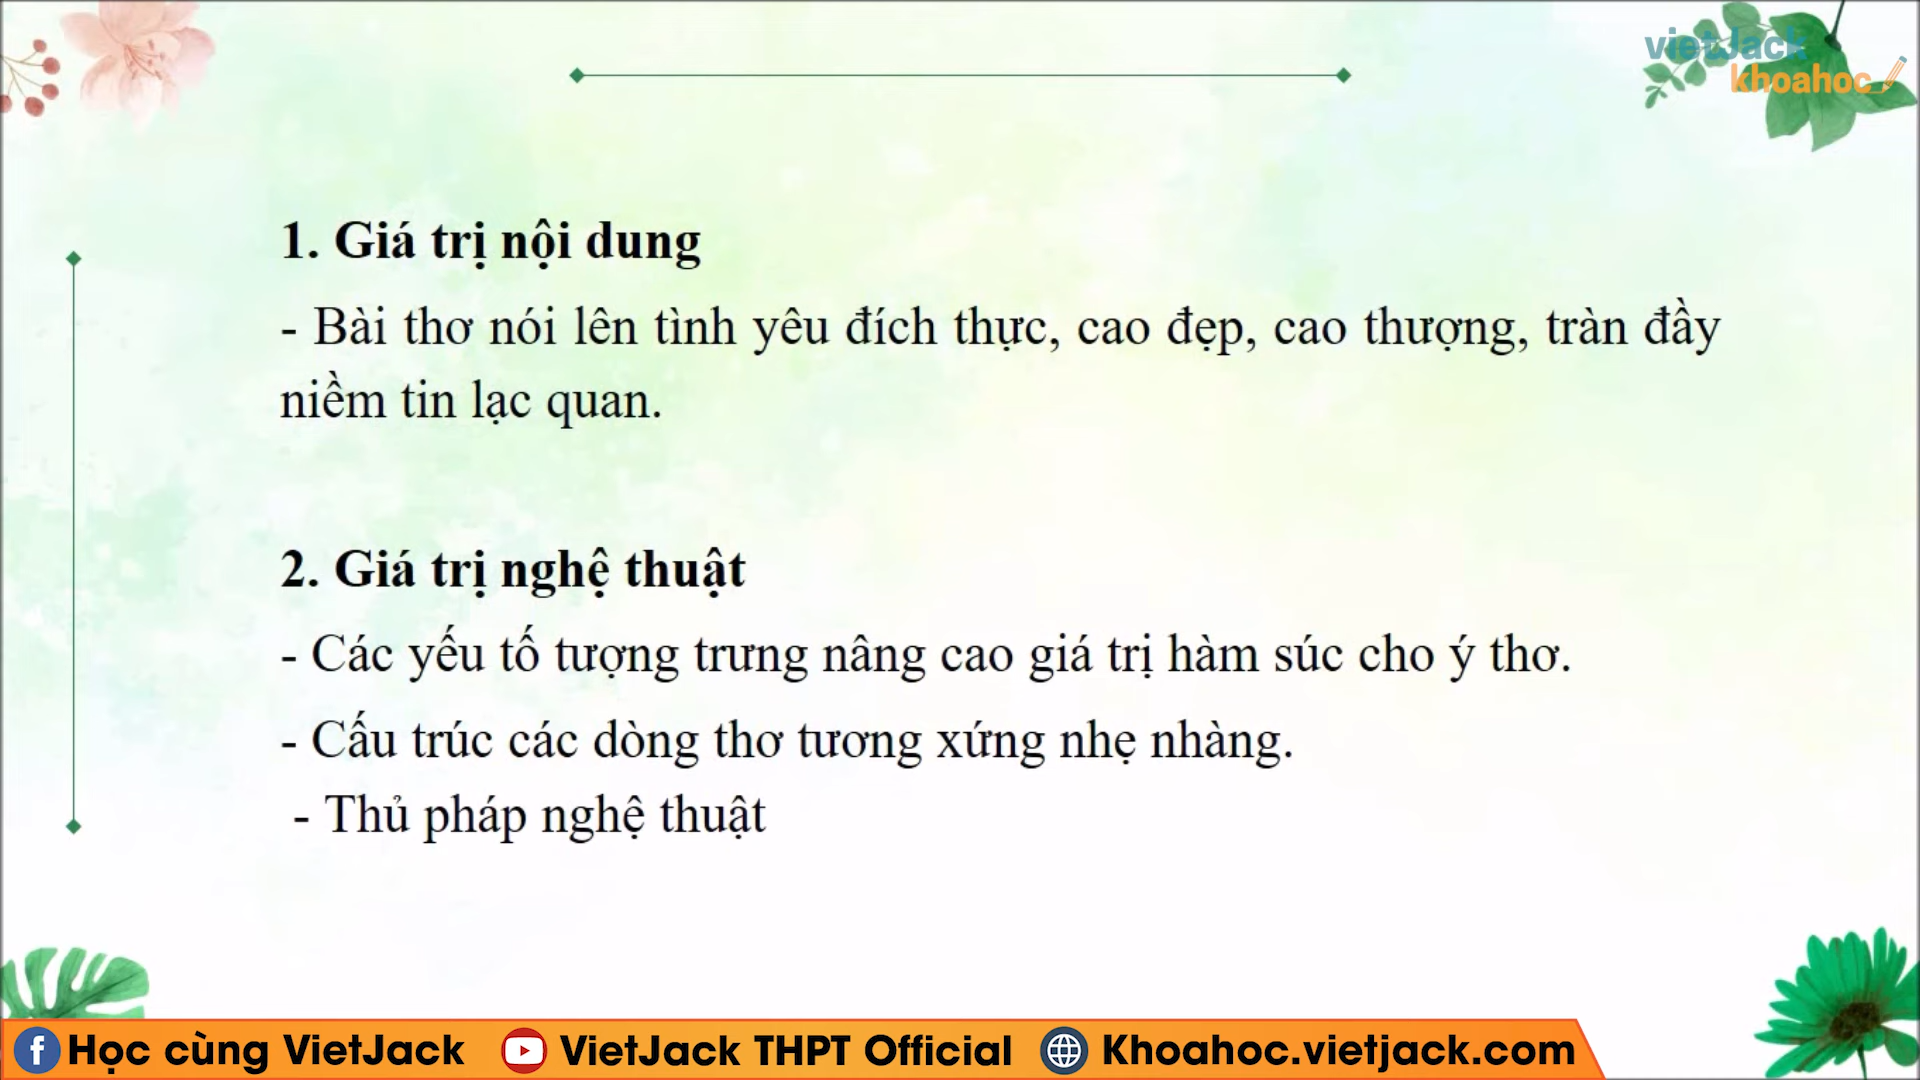 vietJack
khoahoc
1. Giá trị nội dung
- Bài thơ nói lên tình yêu đích thực, cao đẹp, cao thượng, tràn đầy
niềm tin lạc quan.
2. Giá trị nghệ thuật
- Các yếu tố tượng trưng nâng cao giá trị hàm súc cho ý thơ.
- Cấu trúc các dòng thơ tương xứng nhẹ nhàng.
- Thủ pháp nghệ thuật
Học cùng VietJack VietJack THPT Official Khoahoc.vietjack.com